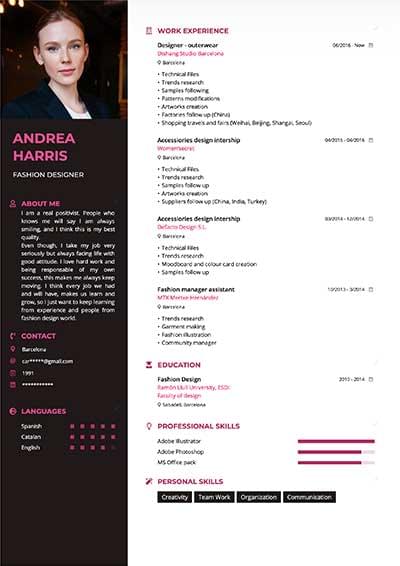 ANDREA
HARRIS
FASHION DESIGNER
ABOUT ME
I am a real positivist. People who
knows me will say I am always
smiling, and I think this is my best
quality.
Even though, I take my job very
seriously but always facing life with
good attitude. I love hard work and
being responsable of my own
success, this makes me always keep
moving. I think every job we had
and will have, makes us learn and
grow, so I just want to keep learning
from experience and people from
fashion design world.
CONTACT
Barcelona
car*****@gmail.com
1991
***********
LANGUAGES
Spanish
Catalan
English
WORK EXPERIENCE
Designer - outerwear 06/2016 - Now
Dishang Studio Barcelona
Barcelona
• Technical Files
• Trends research
• Samples following
• Patterns modifications
• Artworks creation
• Factories follow up (China)
• Shopping travels and fairs (Weihai, Beijing, Shangai, Seoul)
Accessiories design intership 04/2015 - 04/2016
Women'secret
Barcelona
• Technical Files
• Trends research
• Samples follow up
• Artworks creation
• Suppliers follow up (China, India, Turkey)
Accessiories design intership 03/2014 - 12/2014
Defacto Design S.L.
Barcelona
• Technical Files
• Trends research
• Moodboard and colour card creation
• Samples follow up
Fashion manager assistant 10/2013 - 3/2014
MTX Mertxe Hernández
• Trends research
• Garment making
• Fashion illustration
• Community manager
EDUCATION
Fashion Design 2010 - 2014
Ramón Llull University, ESDi
Faculty of design
Sabadell, Barcelona
PROFESSIONAL SKILLS
Adobe Illustrator
Adobe Photoshop
MS Office pack
PERSONAL SKILLS
Creativity Team Work Organization Communication